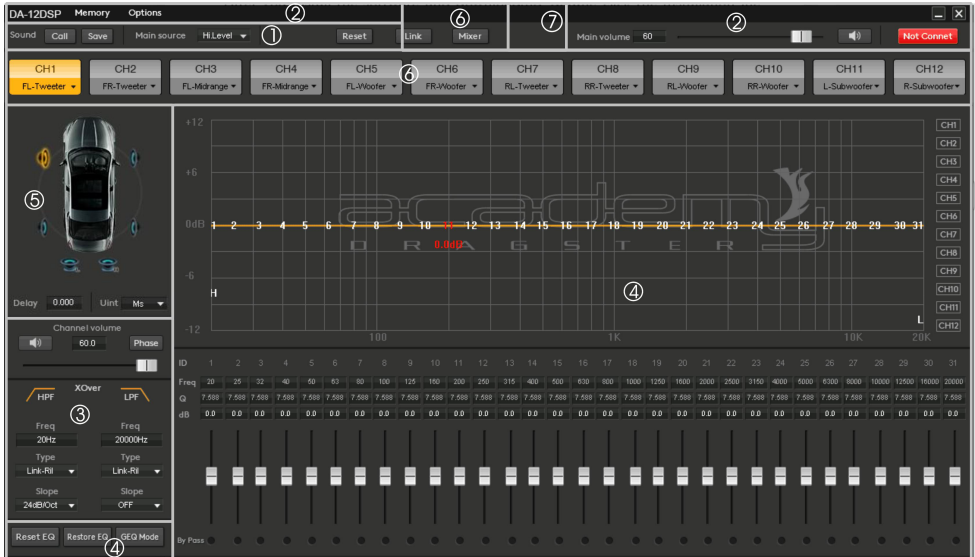 DA-12DSP Memory Options ②
Sound Call Save Main source Hi.Level ① Reset Link ⑥ Mixer ⑦ Main volume 60 ② Not Connet
CH1 CH2 CH3 CH4 CH5 ⑥ CH6 CH7 CH8 CH9 CH10 CH11 CH12
FL-Tweeter FR-Tweeter FL-Midrange FR-Midrange FL-Woofer FR-Woofer RL-Tweeter RR-Tweeter RL-Woofer RR-Woofer L-Subwoofer R-Subwoofer
⑤
L R
Delay 0.000 Uint Ms
+12
+6
0dB
-6
-12
1 2 3 4 5 6 7 8 9 10 11 12 13 14 15 16 17 18 19 20 21 22 23 24 25 26 27 28 29 30 31
0.0dB
academy
DRAGSTER
H
④
L
100 1K 10K 20K
CH1
CH2
CH3
CH4
CH5
CH6
CH7
CH8
CH9
CH10
CH11
CH12
Channel volume
60.0 Phase
XOver
HPF LPF
③
Freq Freq
20Hz 20000Hz
Type Type
Link-Ril Link-Ril
Slope Slope
24dB/Oct OFF
Reset EQ Restore EQ GEQ Mode
④
ID 1 2 3 4 5 6 7 8 9 10 11 12 13 14 15 16 17 18 19 20 21 22 23 24 25 26 27 28 29 30 31
Freq 20 25 32 40 50 63 80 100 125 160 200 250 315 400 500 630 800 1000 1250 1600 2000 2500 3150 4000 5000 6300 8000 10000 12500 16000 20000
Q 7.588 7.588 7.588 7.588 7.588 7.588 7.588 7.588 7.588 7.588 7.588 7.588 7.588 7.588 7.588 7.588 7.588 7.588 7.588 7.588 7.588 7.588 7.588 7.588 7.588 7.588 7.588 7.588 7.588 7.588 7.588
dB 0.0 0.0 0.0 0.0 0.0 0.0 0.0 0.0 0.0 0.0 0.0 0.0 0.0 0.0 0.0 0.0 0.0 0.0 0.0 0.0 0.0 0.0 0.0 0.0 0.0 0.0 0.0 0.0 0.0 0.0 0.0
By Pass